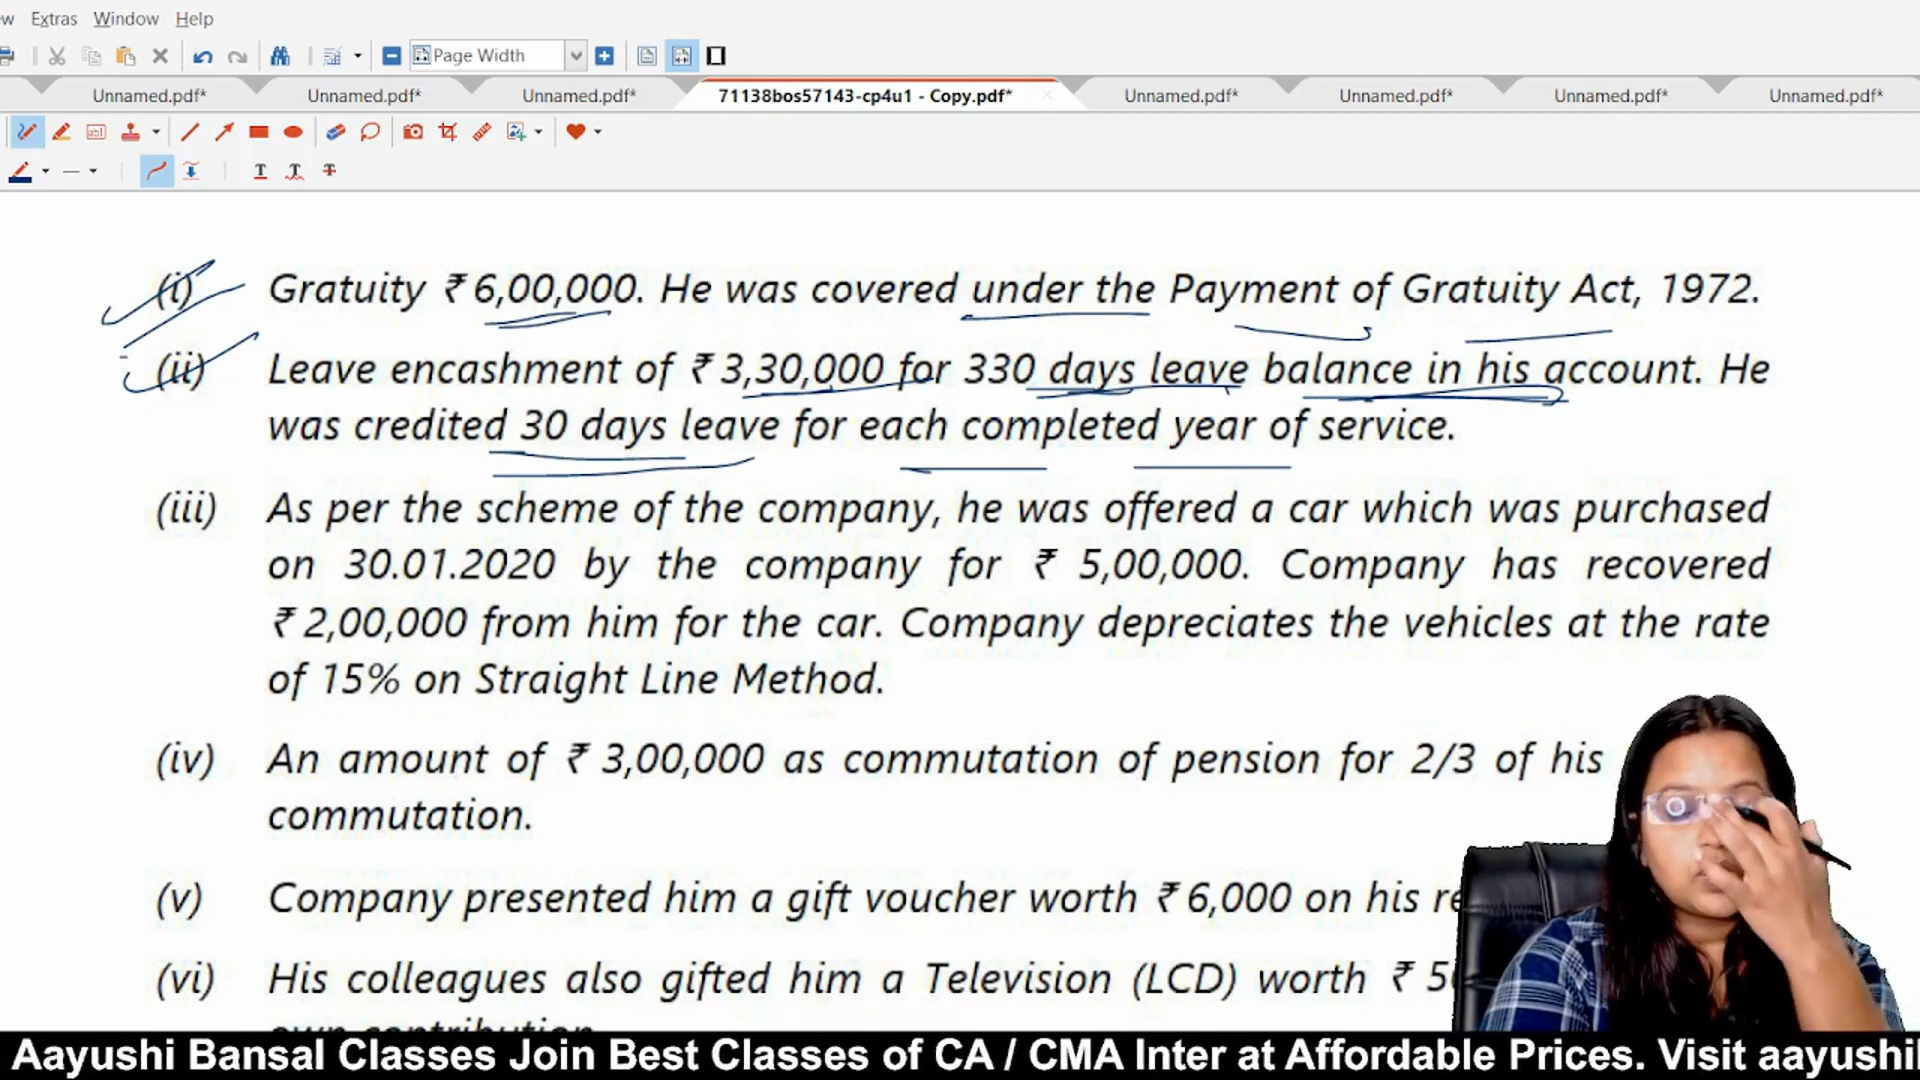 Extras Window Help
Page Width
Unnamed.pdf* Unnamed.pdf* Unnamed.pdf* 71138bos57143-cp4u1 - Copy.pdf* Unnamed.pdf* Unnamed.pdf* Unnamed.pdf* Unnamed.pdf*
(i) Gratuity ₹ 6,00,000. He was covered under the Payment of Gratuity Act, 1972.
(ii) Leave encashment of ₹ 3,30,000 for 330 days leave balance in his account. He
was credited 30 days leave for each completed year of service.
(iii) As per the scheme of the company, he was offered a car which was purchased
on 30.01.2020 by the company for ₹ 5,00,000. Company has recovered
₹ 2,00,000 from him for the car. Company depreciates the vehicles at the rate
of 15% on Straight Line Method.
(iv) An amount of ₹ 3,00,000 as commutation of pension for 2/3 of his
commutation.
(v) Company presented him a gift voucher worth ₹ 6,000 on his
(vi) His colleagues also gifted him a Television (LCD) worth ₹
own contribution.
Aayushi Bansal Classes Join Best Classes of CA / CMA Inter at Affordable Prices. Visit